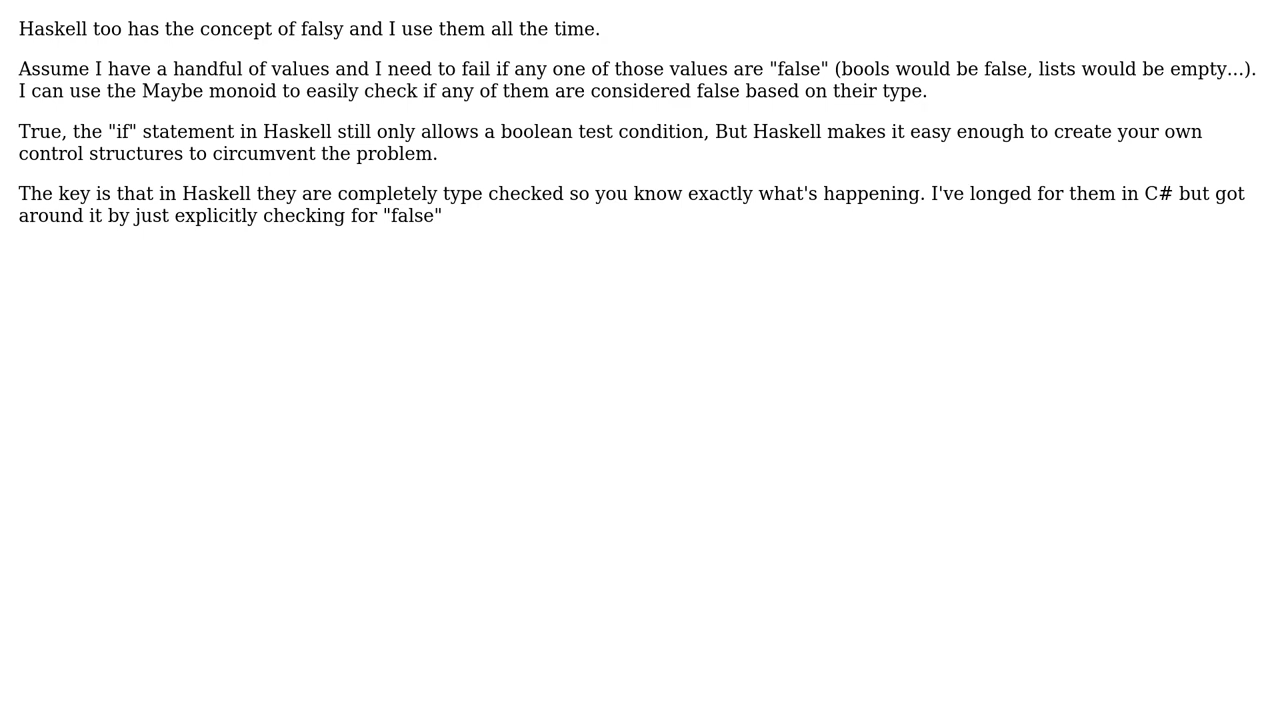 Haskell too has the concept of falsy and I use them all the time.
Assume I have a handful of values and I need to fail if any one of those values are "false" (bools would be false, lists would be empty...).
I can use the Maybe monoid to easily check if any of them are considered false based on their type.
True, the "if" statement in Haskell still only allows a boolean test condition, But Haskell makes it easy enough to create your own
control structures to circumvent the problem.
The key is that in Haskell they are completely type checked so you know exactly what's happening. I've longed for them in C# but got
around it by just explicitly checking for "false"